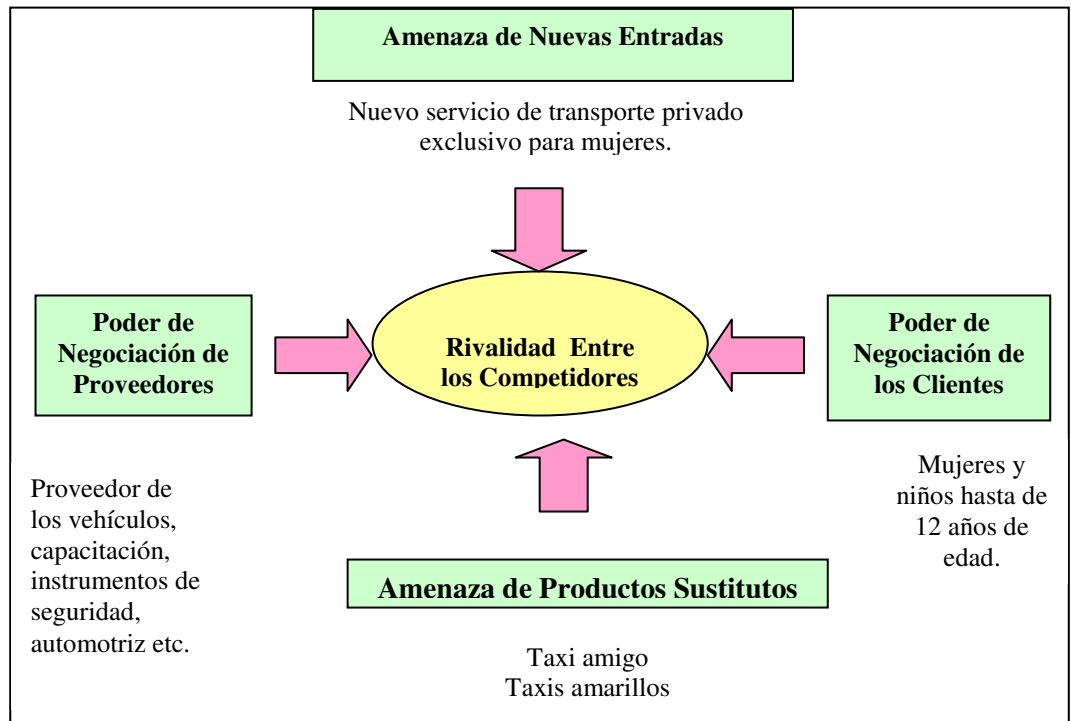 Amenaza de Nuevas Entradas
Nuevo servicio de transporte privado
exclusivo para mujeres.
Poder de
Negociación de
Proveedores
Rivalidad Entre
los Competidores
Poder de
Negociación de
los Clientes
Proveedor de
los vehículos,
capacitación,
instrumentos de
seguridad,
automotriz etc.
Mujeres y
niños hasta de
12 años de
edad.
Amenaza de Productos Sustitutos
Taxi amigo
Taxis amarillos